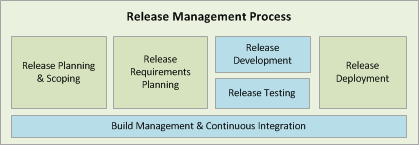 Release Management Process
Release Planning
& Scoping
Release
Requirements
Planning
Release
Development
Release Testing
Release
Deployment
Build Management & Continuous Integration